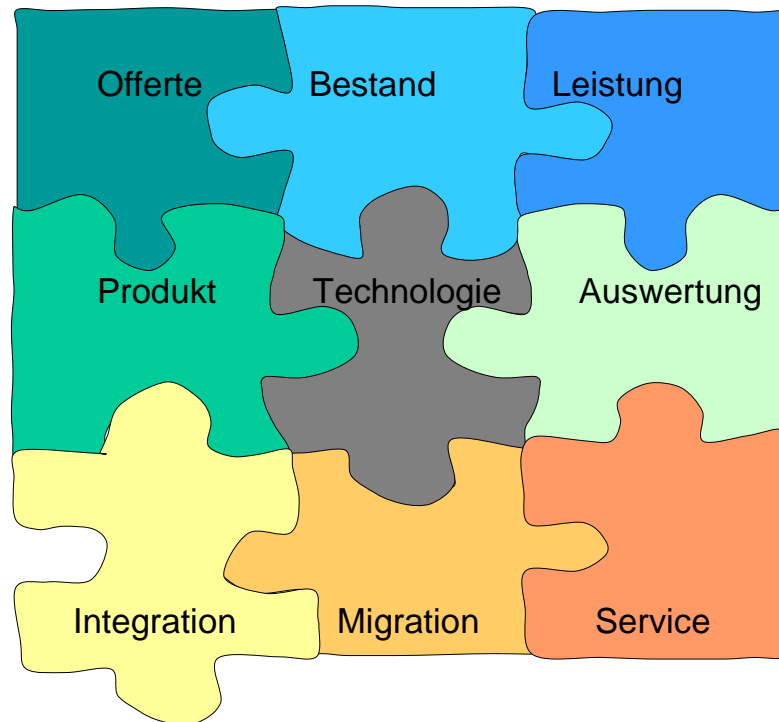 Offerte Bestand Leistung
Produkt Technologie Auswertung
Integration Migration Service